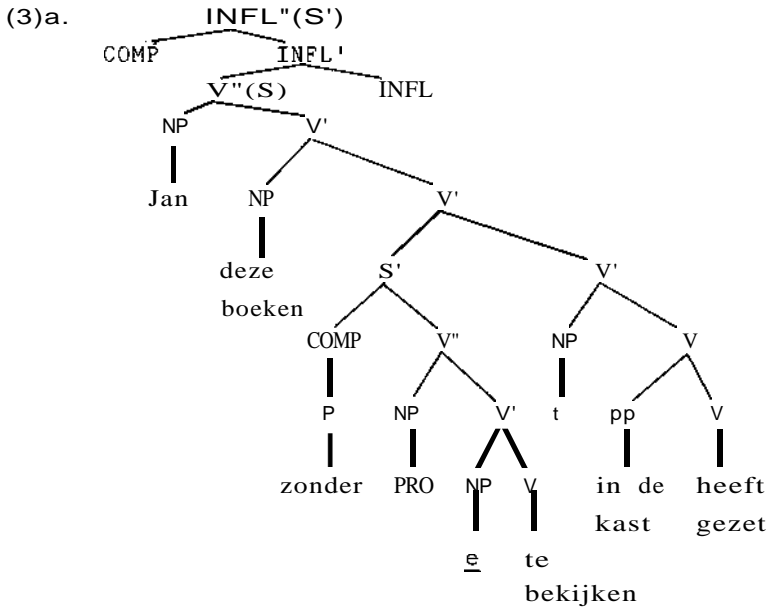 (3)a. INFL"(S')
COMP INFL'
V"(S) INFL
NP V'
Jan NP V'
deze boeken S' V'
COMP V" NP V
P NP V' t pp V
zonder PRO NP V in de kast heeft gezet
e te bekijken